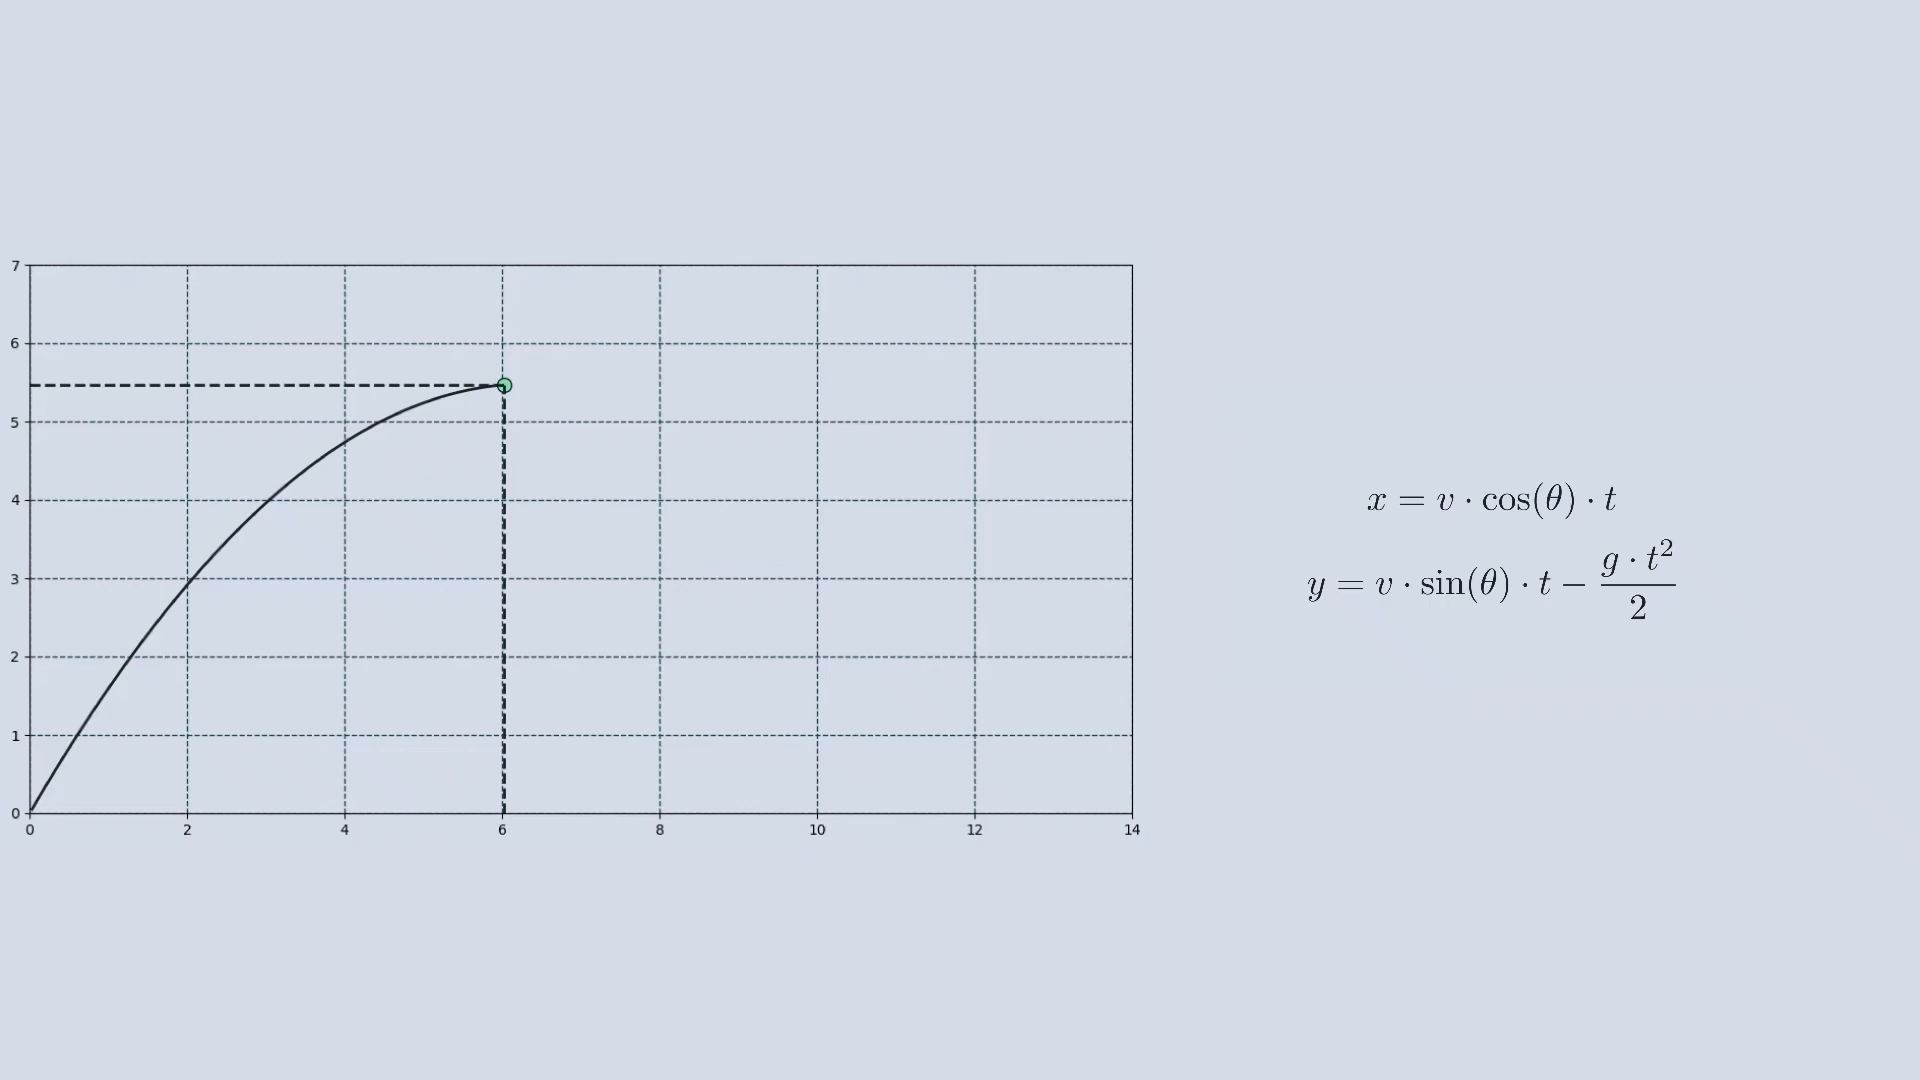 7
6
5
4
3
2
1
0
0 2 4 6 8 10 12 14
x = v · cos(θ) · t
y = v · sin(θ) · t − \frac{g · t²}{2}